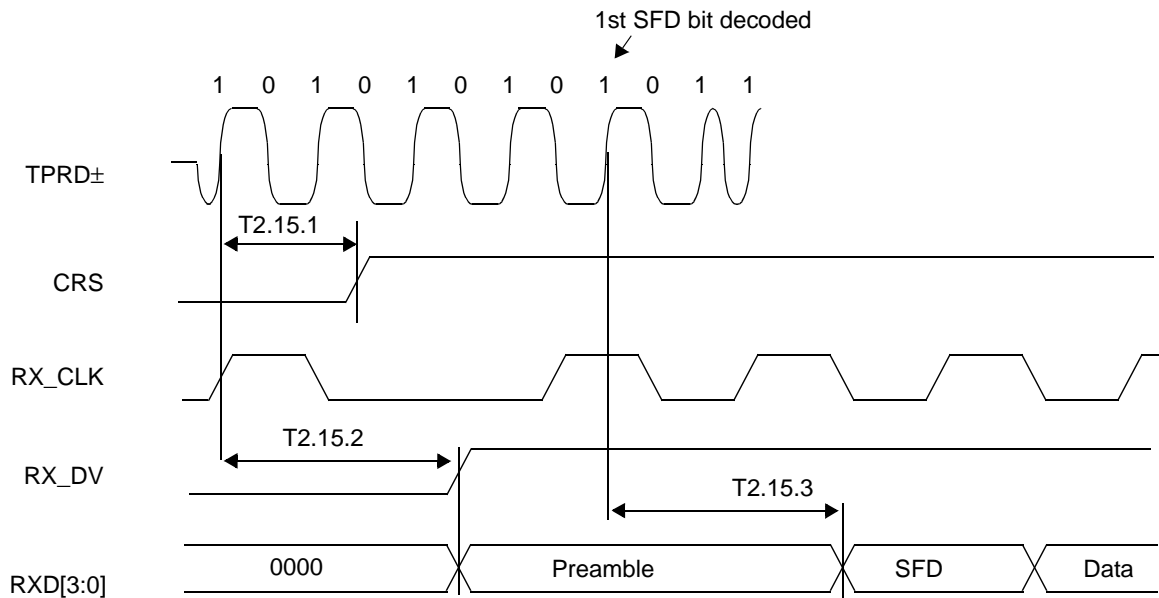 1st SFD bit decoded
1 0 1 0 1 0 1 0 1 0 1 1
TPRD±
T2.15.1
CRS
RX_CLK
T2.15.2
RX_DV
T2.15.3
RXD[3:0]
0000
Preamble
SFD
Data